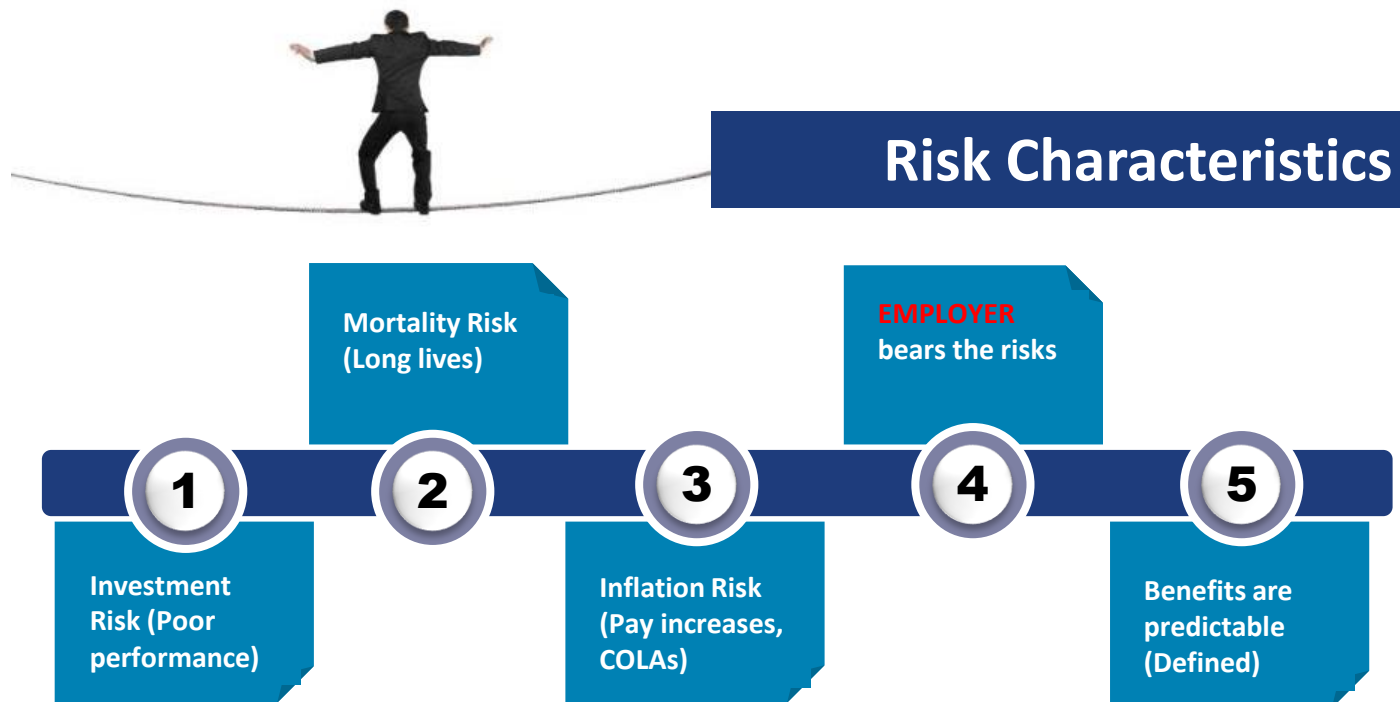 Risk Characteristics
1
Investment
Risk (Poor
performance)
2
Mortality Risk
(Long lives)
3
Inflation Risk
(Pay increases,
COLAs)
4
EMPLOYER
bears the risks
5
Benefits are
predictable
(Defined)